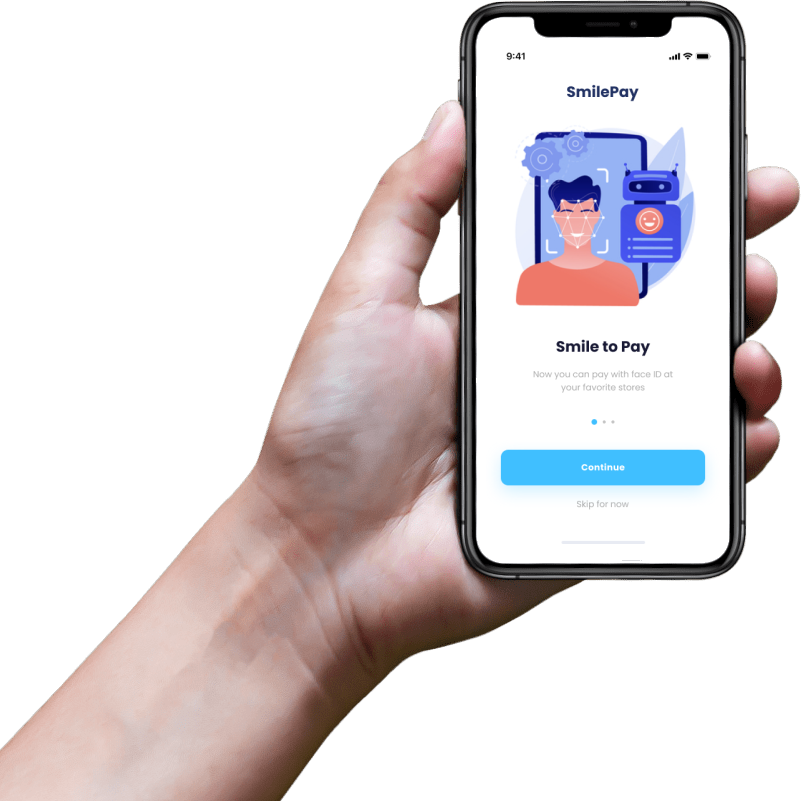 9:41
SmilePay
Smile to Pay
Now you can pay with face ID at
your favorite stores
Continue
Skip for now